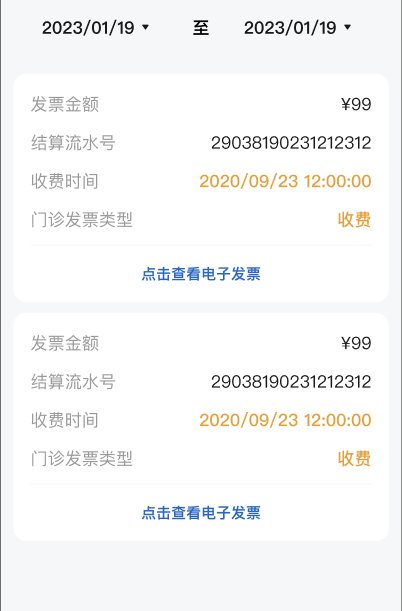 2023/01/19 至 2023/01/19
发票金额 ¥99
结算流水号 29038190231212312
收费时间 2020/09/23 12:00:00
门诊发票类型 收费
点击查看电子发票
发票金额 ¥99
结算流水号 29038190231212312
收费时间 2020/09/23 12:00:00
门诊发票类型 收费
点击查看电子发票